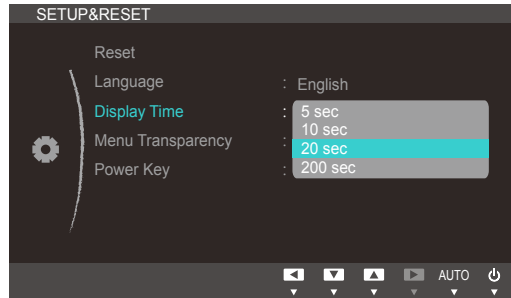 SETUP&RESET
Reset
Language : English
Display Time : 5 sec
10 sec
Menu Transparency : 20 sec
Power Key : 200 sec
AUTO